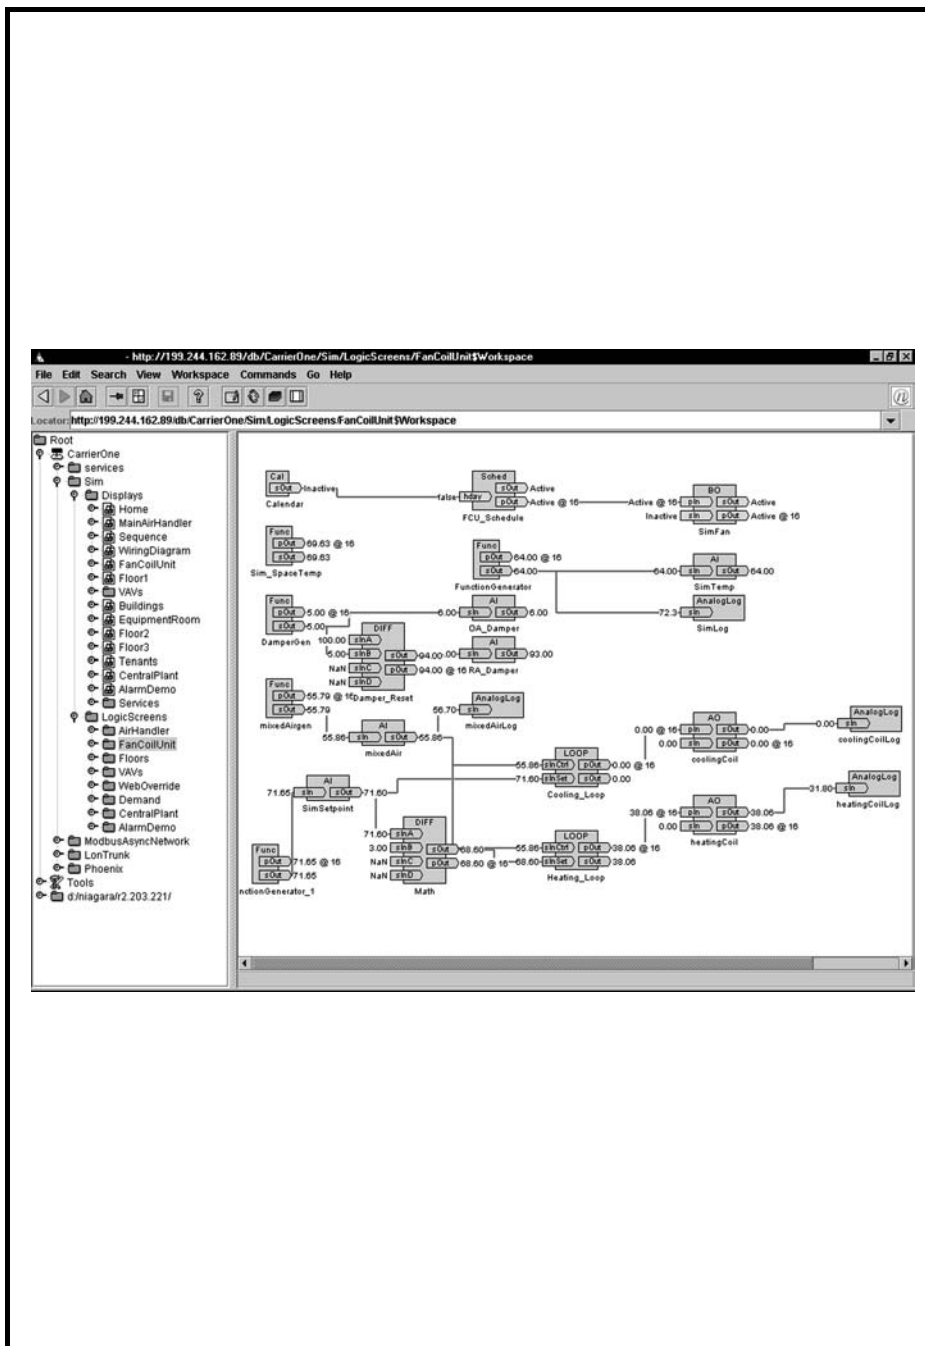 - http://199.244.162.89/db/CarrierOne/Sim/LogicScreens/FanCoilUnit$Workspace
File Edit Search View Workspace Commands Go Help
Locator: http://199.244.162.89/db/CarrierOne/Sim/LogicScreens/FanCoilUnit$Workspace
Root
CarrierOne
services
Sim
Displays
Home
MainAirHandler
Sequence
WiringDiagram
FanCoilUnit
Floor1
VAVs
Buildings
EquipmentRoom
Floor2
Floor3
Tenants
CentralPlant
AlarmDemo
Services
LogicScreens
AirHandler
FanCoilUnit
Floors
VAVs
WebOverride
Demand
CentralPlant
AlarmDemo
ModbusAsyncNetwork
LonTrunk
Phoenix
Tools
d:/niagara/r2.203.221/
Cal
sOut Inactive
Calendar
Sched
sOut Active
false hday pOut Active @ 16
FCU_Schedule
BO
Active @ 16 pIn sOut Active
Inactive sIn pOut Active @ 16
SimFan
Func
pOut 69.63 @ 16
sOut 69.63
Sim_SpaceTemp
Func
pOut 64.00 @ 16
sOut 64.00
FunctionGenerator
AI
64.00 sIn sOut 64.00
SimTemp
AnalogLog
72.3 sIn
SimLog
Func
pOut 5.00 @ 16
sOut 5.00
DamperGen
AI
6.00 sIn sOut 6.00
OA_Damper
DIFF
100.00 sInA
5.00 sInB sOut 94.00
NaN sInC pOut 94.00 @ 16
NaN sInD
Damper_Reset
AI
.00 sIn sOut 93.00
RA_Damper
Func
pOut 55.79 @ 16
sOut 55.79
mixedAirgen
AI
55.86 sIn sOut 55.86
mixedAir
AnalogLog
56.70 sIn
mixedAirLog
LOOP
55.86 sInCtrl pOut 0.00 @ 16
71.60 sInSet sOut 0.00
Cooling_Loop
AO
0.00 @ 16 pIn sOut 0.00
0.00 sIn pOut 0.00 @ 16
coolingCoil
AnalogLog
0.00 sIn
coolingCoilLog
AI
71.65 sIn sOut 71.60
SimSetpoint
DIFF
71.60 sInA
3.00 sInB sOut 68.60
NaN sInC pOut 68.60 @ 16
NaN sInD
Math
Func
pOut 71.65 @ 16
sOut 71.65
nctionGenerator_1
LOOP
55.86 sInCtrl pOut 38.06 @ 16
68.60 sInSet sOut 38.06
Heating_Loop
AO
38.06 @ 16 pIn sOut 38.06
0.00 sIn pOut 38.06 @ 16
heatingCoil
AnalogLog
31.80 sIn
heatingCoilLog